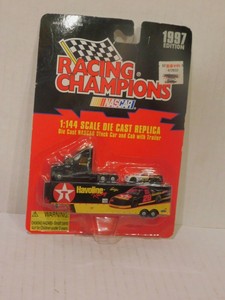 1997
EDITION
RACING
CHAMPIONS
NASCAR
1:144 SCALE DIE CAST REPLICA
Die Cast NASCAR Stock Car and Cab with Trailer
Havoline
WARNING